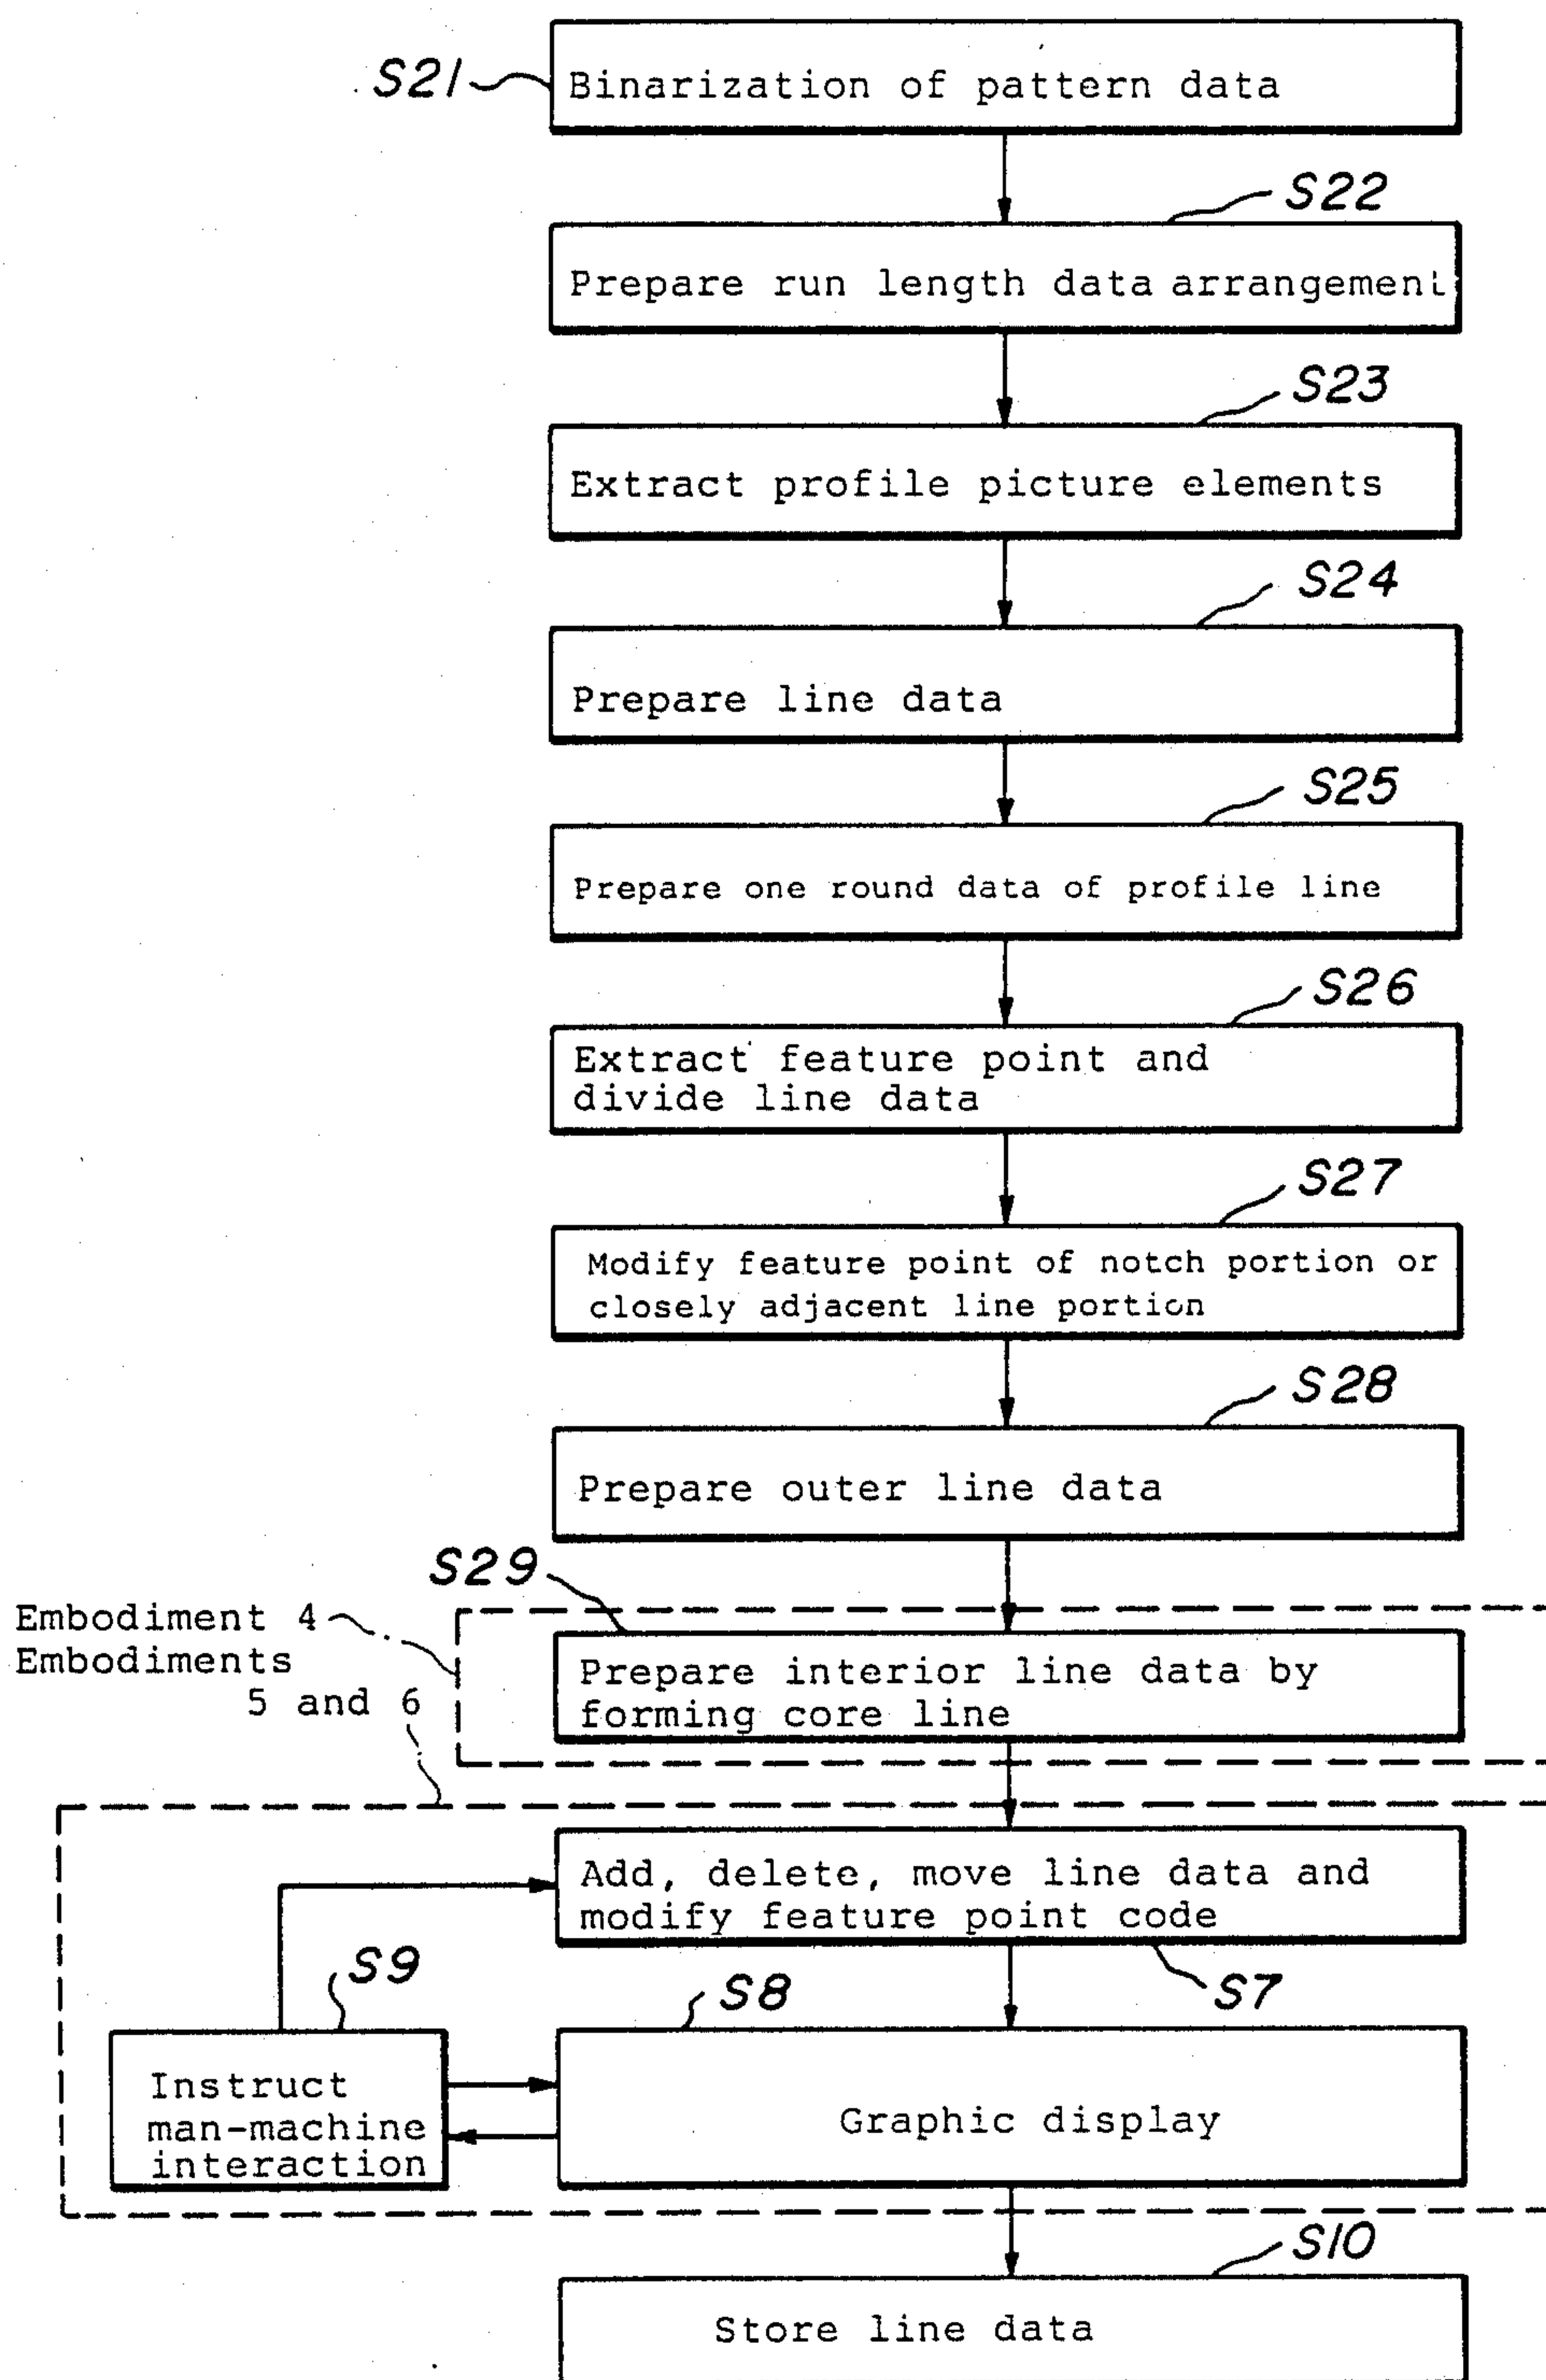 S21
Binarization of pattern data
S22
Prepare run length data arrangement
S23
Extract profile picture elements
S24
Prepare line data
S25
Prepare one round data of profile line
S26
Extract feature point and
divide line data
S27
Modify feature point of notch portion or
closely adjacent line portion
S28
Prepare outer line data
S29
Embodiment 4
Embodiments
5 and 6
Prepare interior line data by
forming core line
Add, delete, move line data and
modify feature point code
S9
S8
S7
Instruct
man-machine
interaction
Graphic display
S10
Store line data